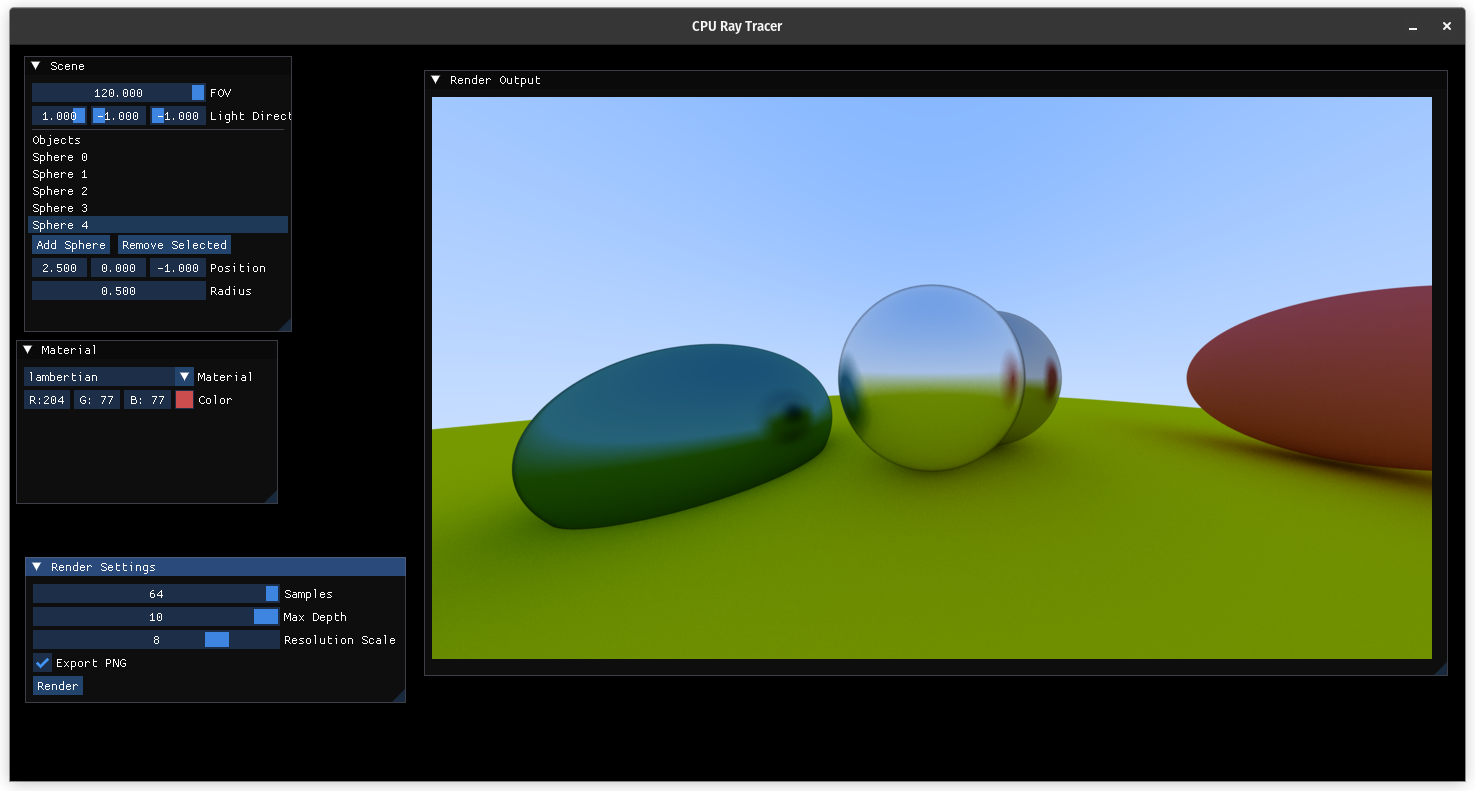 CPU Ray Tracer
Scene
120.000 FOV
1.000 -1.000 -1.000 Light Direct
Objects
Sphere 0
Sphere 1
Sphere 2
Sphere 3
Sphere 4
Add Sphere Remove Selected
2.500 0.000 -1.000 Position
0.500 Radius
Material
lambertian Material
R:204 G: 77 B: 77 Color
Render Settings
64 Samples
10 Max Depth
8 Resolution Scale
Export PNG
Render
Render Output